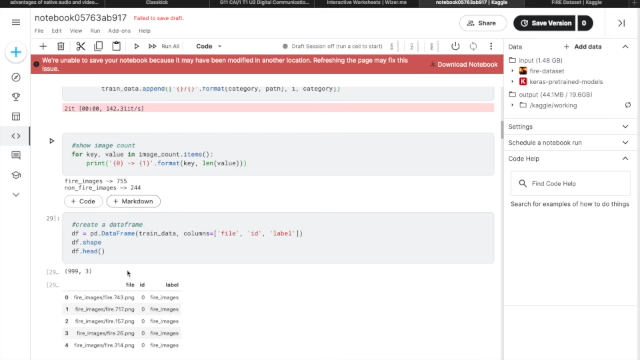 advantages of native audio and video
Classkick
G11 CAI/1 T1 U2 Digital Communicatio...
Interactive Worksheets | Wizer.me
notebook05763ab917 | Kaggle
FIRE Dataset | Kaggle
notebook05763ab917 Failed to save draft.
File Edit View Run Add-ons Help
Share
Save Version 0
Run All Code Draft Session off (run a cell to start)
We're unable to save your notebook because it may have been modified in another location. Refreshing the page may fix this issue.
Download Notebook
train_data.append(['{}/{}'.format(category, path), i, category])
2it [00:00, 142.31it/s]
#show image count
for key, value in image_count.items():
print('{0} -> {1}'.format(key, len(value)))
fire_images -> 755
non_fire_images -> 244
+ Code + Markdown
#create a dataframe
df = pd.DataFrame(train_data, columns=['file', 'id', 'label'])
df.shape
df.head()
(999, 3)
file id label
0 fire_images/fire.743.png 0 fire_images
1 fire_images/fire.717.png 0 fire_images
2 fire_images/fire.157.png 0 fire_images
3 fire_images/fire.26.png 0 fire_images
4 fire_images/fire.314.png 0 fire_images
Data
+ Add data
input (1.48 GB)
fire-dataset
keras-pretrained-models
output (44.1MB / 19.6GB)
/kaggle/working
Settings
Schedule a notebook run
Code Help
Find Code Help
Search for examples of how to do things